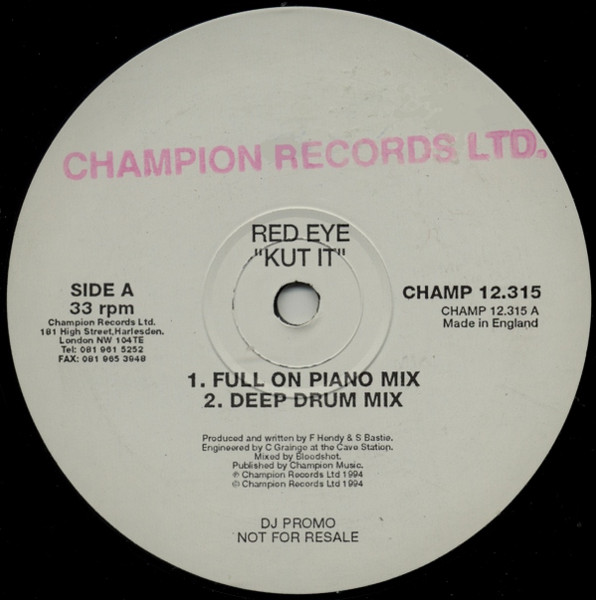 CHAMPION RECORDS LTD.
RED EYE
"KUT IT"
SIDE A
33 rpm
Champion Records Ltd.
181 High Street,Harlesden.
London NW 104TE
Tel: 081 961 5252
FAX: 081 965 3948
CHAMP 12.315
CHAMP 12.315 A
Made in England
1. FULL ON PIANO MIX
2. DEEP DRUM MIX
Produced and written by F Hendy & S Bastie.
Engineered by C Grainge at the Cave Station.
Mixed by Bloodshot.
Published by Champion Music.
℗ Champion Records Ltd 1994
© Champion Records Ltd 1994
DJ PROMO
NOT FOR RESALE